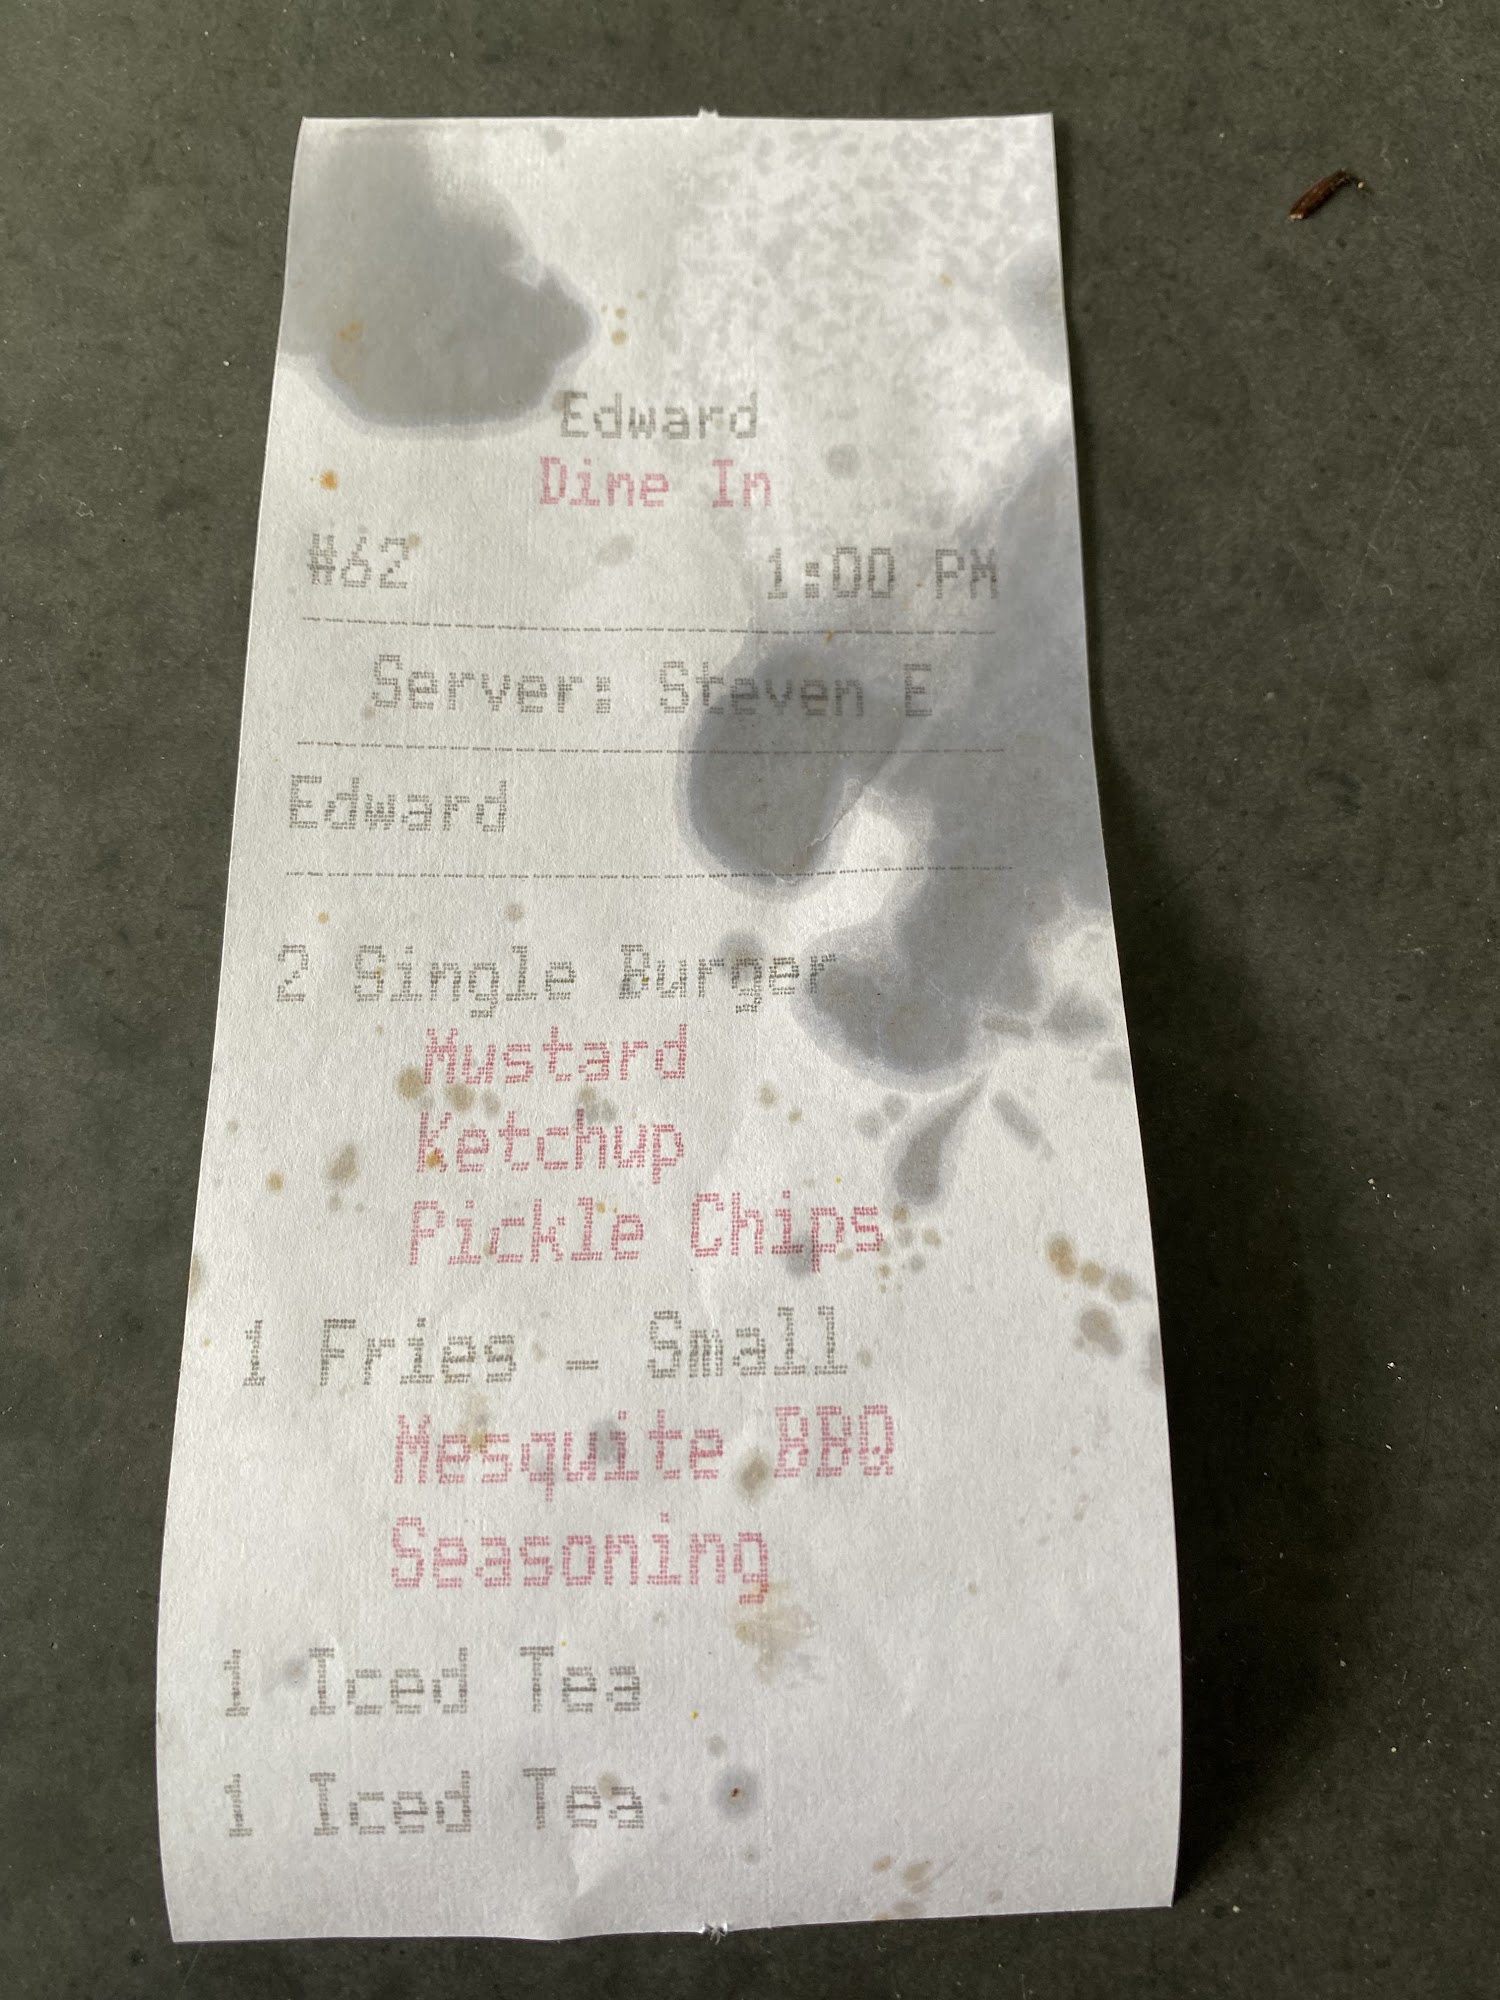 Edward
Dine In
#62 1:00 PM
Server: Steven E
Edward
2 Single Burger
Mustard
Ketchup
Pickle Chips
1 Fries - Small
Mesquite BBQ
Seasoning
1 Iced Tea
1 Iced Tea